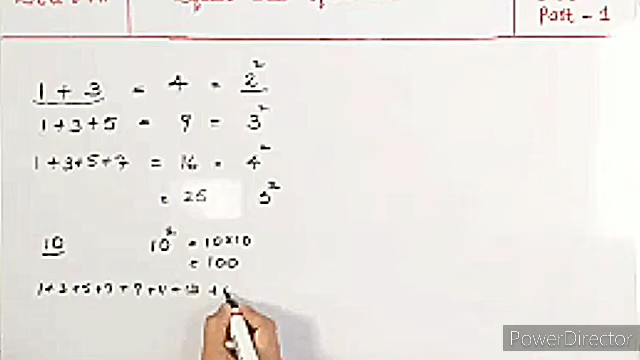 Part - 1
1 + 3 = 4 = 2²
1+3+5 = 9 = 3²
1+3+5+7 = 16 = 4²
= 25 5²
10 10² = 10×10
= 100
1+3+5+7+9+11+13+
PowerDirector